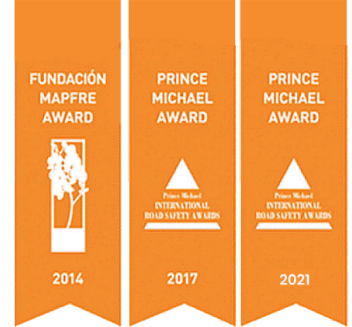 FUNDACIÓN
MAPFRE
AWARD
2014
PRINCE
MICHAEL
AWARD
Prince Michael
INTERNATIONAL
ROAD SAFETY AWARDS
2017
PRINCE
MICHAEL
AWARD
Prince Michael
INTERNATIONAL
ROAD SAFETY AWARDS
2021